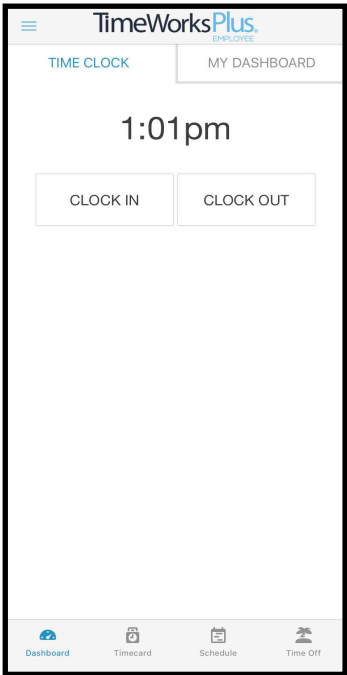 TimeWorksPlus.
EMPLOYEE
TIME CLOCK MY DASHBOARD
1:01pm
CLOCK IN CLOCK OUT
Dashboard Timecard Schedule Time Off